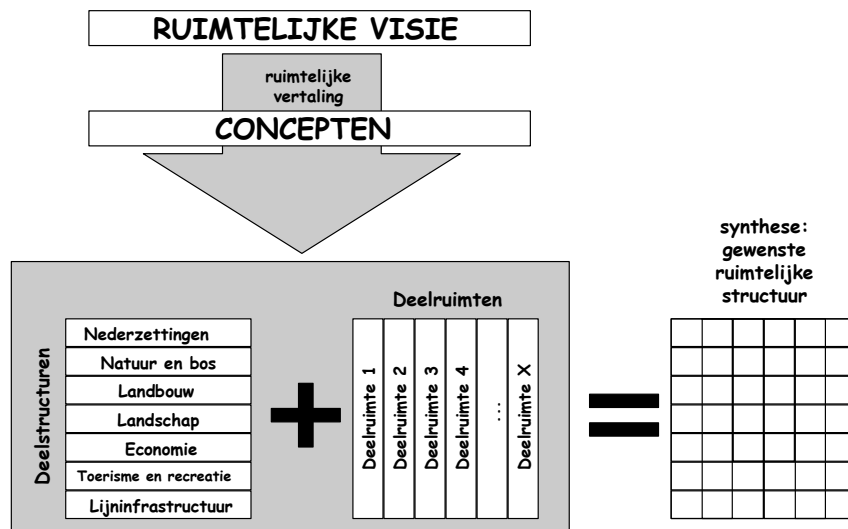 RUIMTELIJKE VISIE
ruimtelijke
vertaling
CONCEPTEN
Deelstructuren
Nederzettingen
Natuur en bos
Landbouw
Landschap
Economie
Toerisme en recreatie
Lijninfrastructuur
+
Deelruimten
Deelruimte 1
Deelruimte 2
Deelruimte 3
Deelruimte 4
...
Deelruimte X
=
synthese:
gewenste
ruimtelijke
structuur